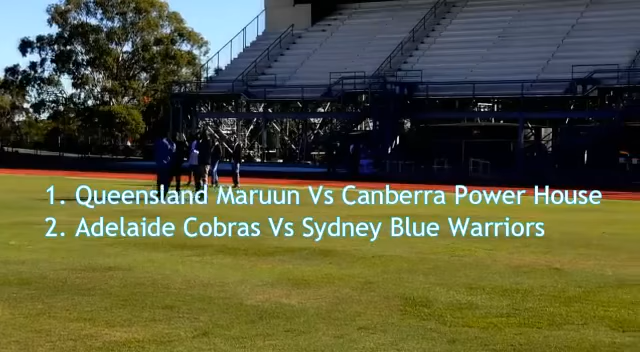 1. Queensland Maruun Vs Canberra Power House
2. Adelaide Cobras Vs Sydney Blue Warriors